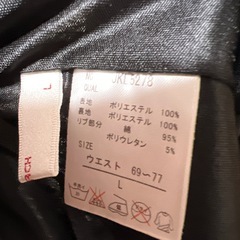 JKL5278
QUAL
表地 ポリエステル 100%
裏地 ポリエステル 100%
リブ部分 綿 95%
ポリウレタン 5%
SIZE
ウエスト 69~77
L
L